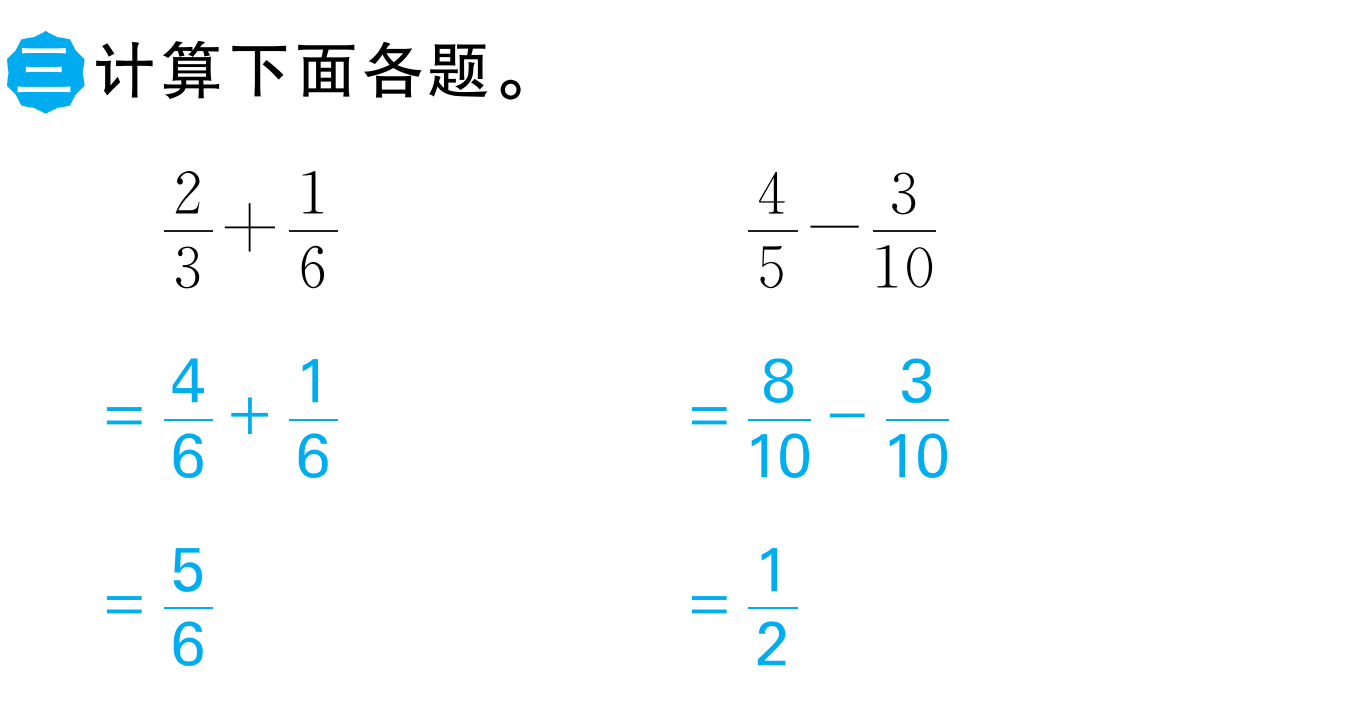 三 计算下面各题。
2/3 + 1/6    4/5 − 3/10
= 4/6 + 1/6    = 8/10 − 3/10
= 5/6    = 1/2